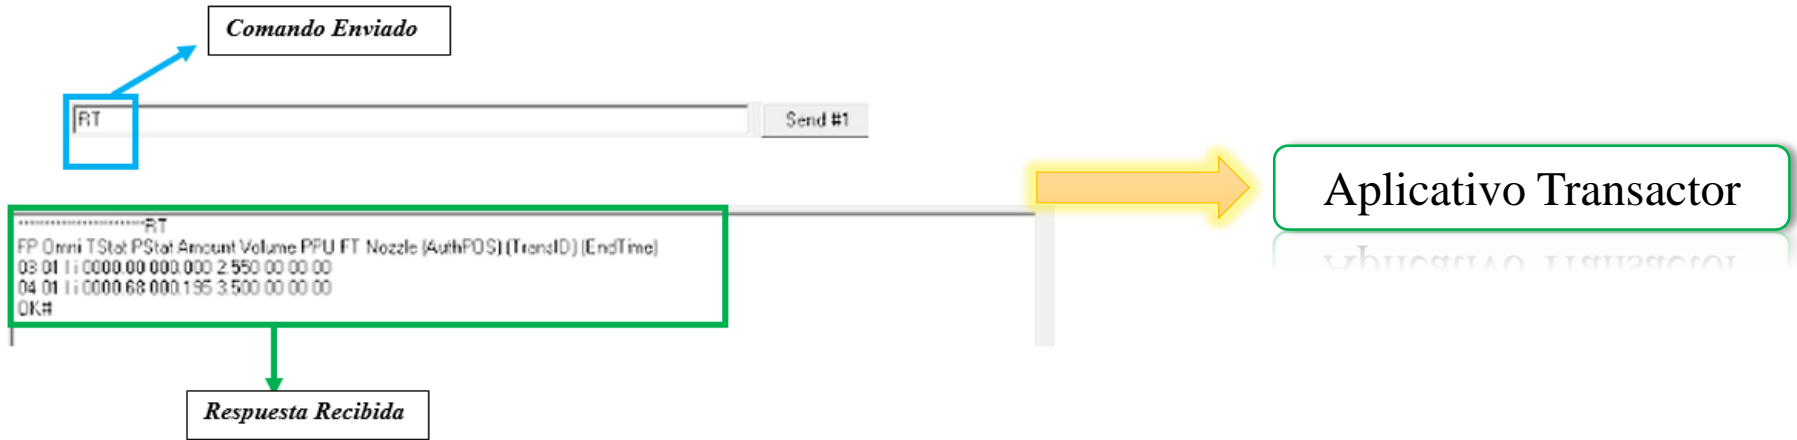 Comando Enviado
RT
Send #1
Aplicativo Transactor
RT
FP Omni TStat PStat Amount Volume PPU FT Nozzle (AuthPOS) (TransID) (EndTime)
03 01 I i 0000.00 000.000 2.550 00 00 00
04 01 I i 0000.68 000.195 3.500 00 00 00
OK#
Respuesta Recibida